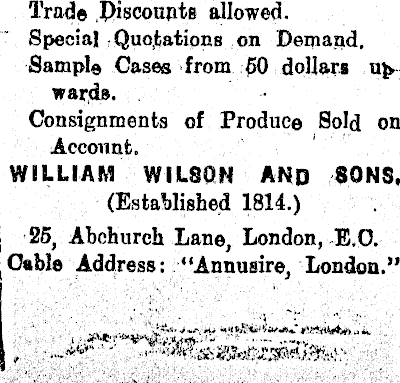 Trade Discounts allowed.
Special Quotations on Demand.
Sample Cases from 50 dollars up-
wards.
Consignments of Produce Sold on
Account.
WILLIAM WILSON AND SONS.
(Established 1814.)
25, Abchurch Lane, London, E.C.
Cable Address: "Annusire, London."